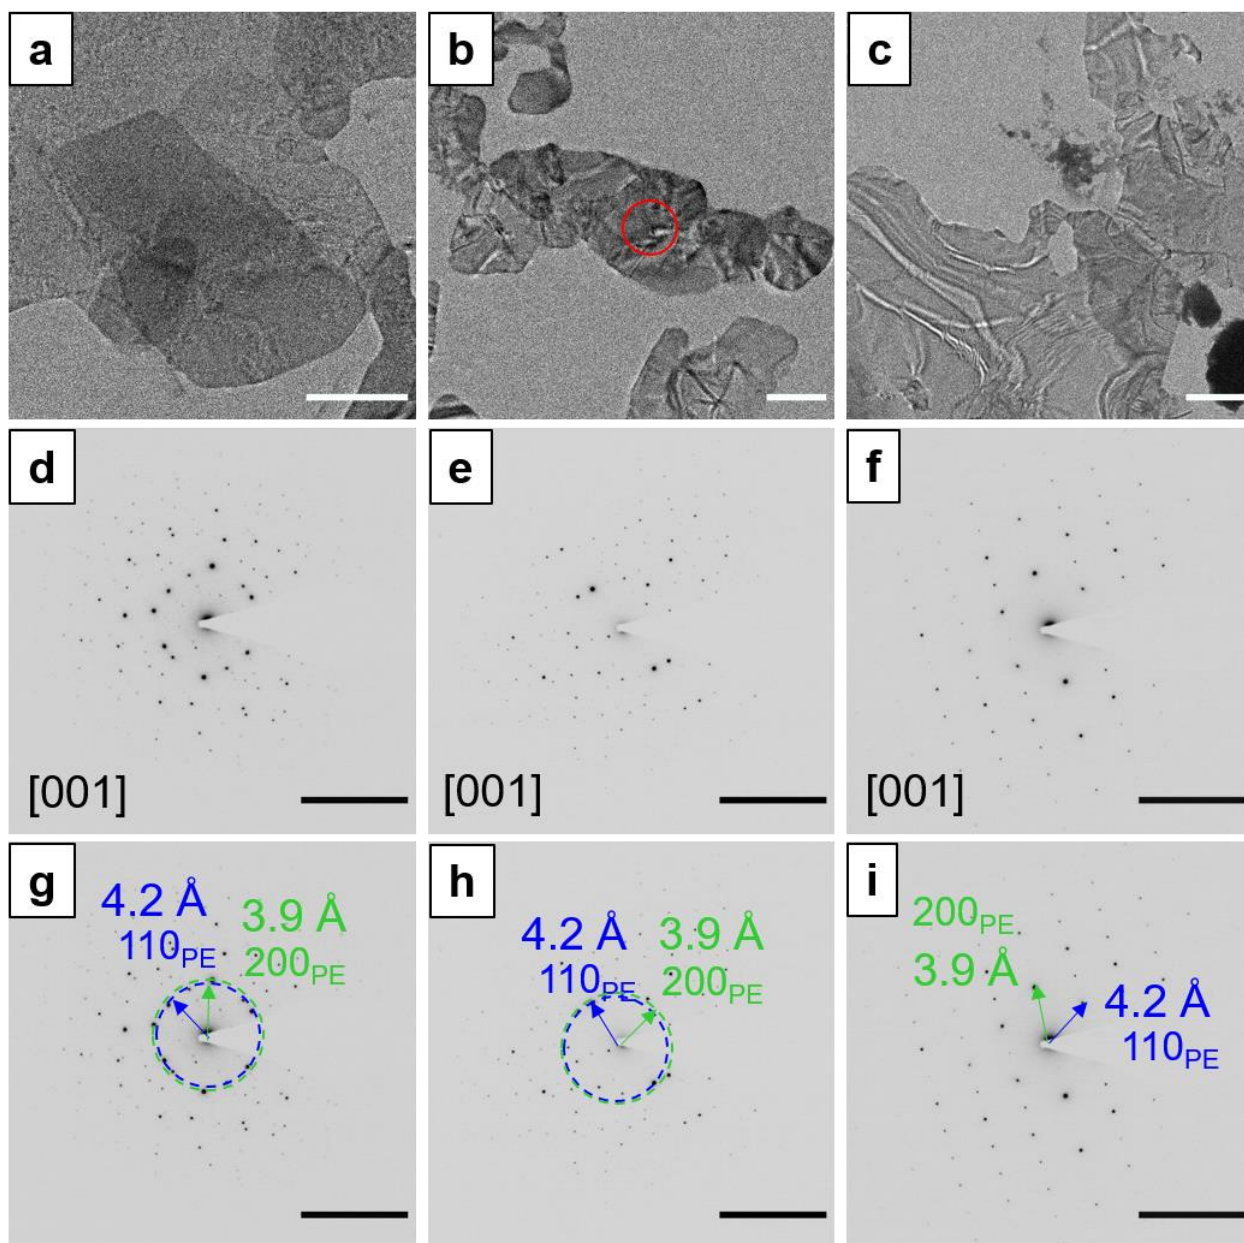 a
b
c
d
e
f
[001]
[001]
[001]
g
h
i
4.2 Å
110PE
3.9 Å
200PE
4.2 Å
110PE
3.9 Å
200PE
200PE
3.9 Å
4.2 Å
110PE